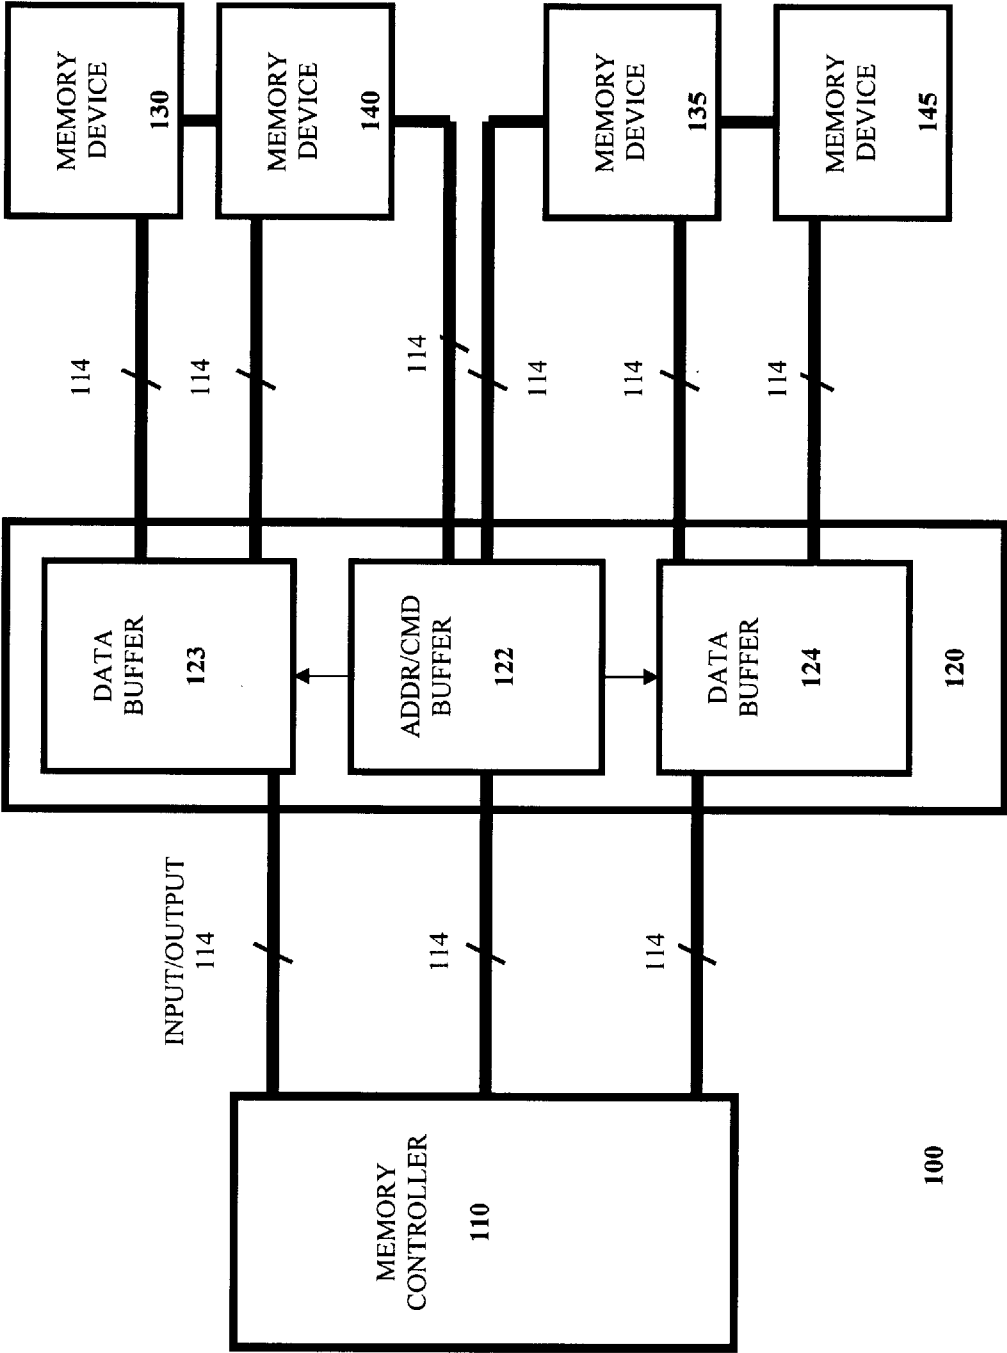 MEMORY
DEVICE
130
MEMORY
DEVICE
140
MEMORY
DEVICE
135
MEMORY
DEVICE
145
114
114
114
114
114
114
DATA
BUFFER
123
ADDR/CMD
BUFFER
122
DATA
BUFFER
124
120
INPUT/OUTPUT
114
114
114
MEMORY
CONTROLLER
110
100